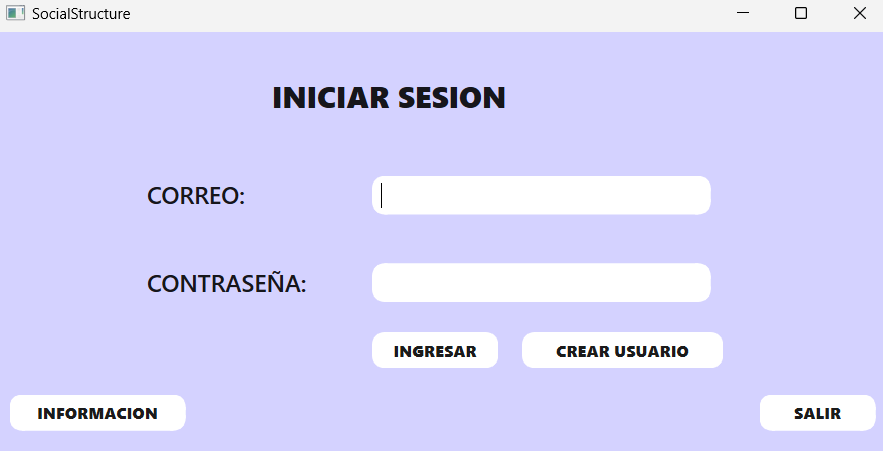 SocialStructure
INICIAR SESION
CORREO:
CONTRASEÑA:
INGRESAR CREAR USUARIO
INFORMACION SALIR